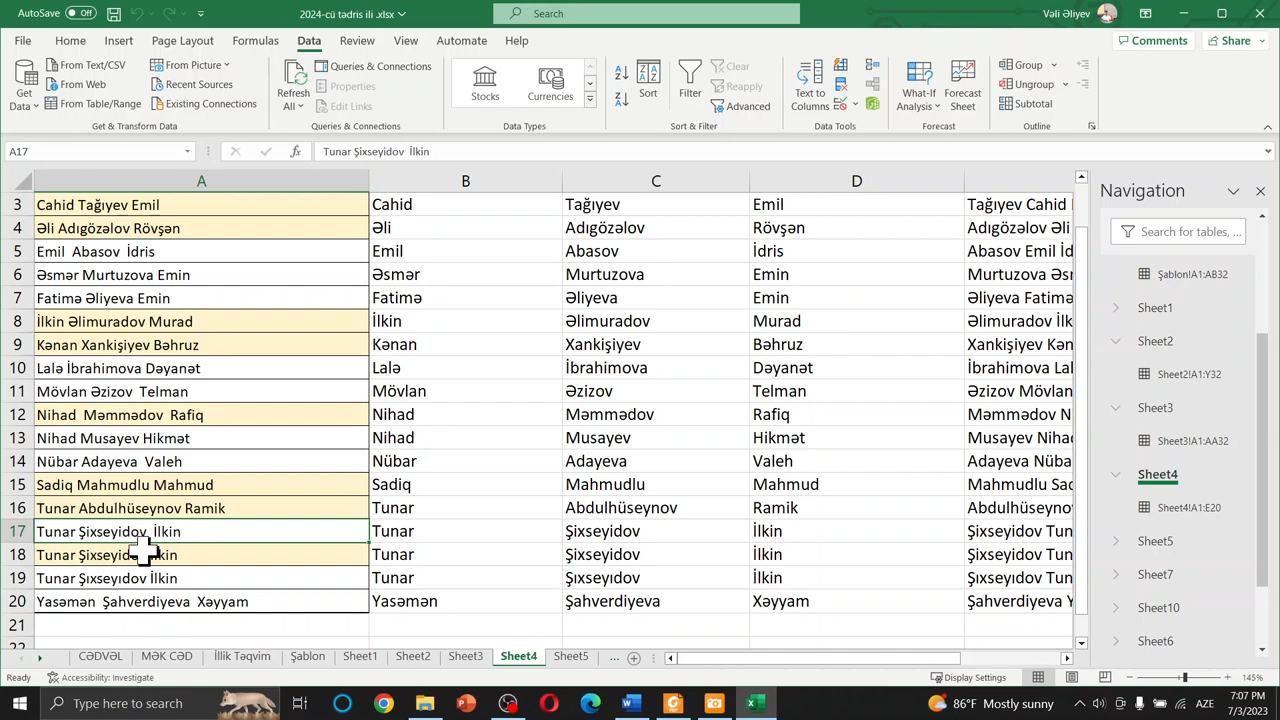 AutoSave Off 2024-cü tədris ili .xlsx Search Vəli Əliyev
File Home Insert Page Layout Formulas Data Review View Automate Help Comments Share
Get Data From Text/CSV From Picture
From Web Recent Sources
From Table/Range Existing Connections
Refresh All Queries & Connections
Properties
Edit Links
Stocks Currencies
Sort Filter Clear
Reapply
Advanced
Text to Columns
What-If Analysis Forecast Sheet
Group
Ungroup
Subtotal
Get & Transform Data Queries & Connections Data Types Sort & Filter Data Tools Forecast Outline
A17 fx Tunar Şixseyidov İlkin
A B C D
3 Cahid Tağıyev Emil Cahid Tağıyev Emil Tağıyev Cahid
4 Əli Adıgözəlov Rövşən Əli Adıgözəlov Rövşən Adıgözəlov Əli
5 Emil Abasov İdris Emil Abasov İdris Abasov Emil İd
6 Əsmər Murtuzova Emin Əsmər Murtuzova Emin Murtuzova Əsm
7 Fatimə Əliyeva Emin Fatimə Əliyeva Emin Əliyeva Fatimə
8 İlkin Əlimuradov Murad İlkin Əlimuradov Murad Əlimuradov İlk
9 Kənan Xankişiyev Bəhruz Kənan Xankişiyev Bəhruz Xankişiyev Kən
10 Lalə İbrahimova Dəyanət Lalə İbrahimova Dəyanət İbrahimova Lal
11 Mövlan Əzizov Telman Mövlan Əzizov Telman Əzizov Mövlan
12 Nihad Məmmədov Rafiq Nihad Məmmədov Rafiq Məmmədov N
13 Nihad Musayev Hikmət Nihad Musayev Hikmət Musayev Niha
14 Nübar Adayeva Valeh Nübar Adayeva Valeh Adayeva Nüba
15 Sadiq Mahmudlu Mahmud Sadiq Mahmudlu Mahmud Mahmudlu Sad
16 Tunar Abdulhüseynov Ramik Tunar Abdulhüseynov Ramik Abdulhüseynov
17 Tunar Şixseyidov İlkin Tunar Şixseyidov İlkin Şixseyidov Tun
18 Tunar Şixseyid kin Tunar Şixseyidov İlkin Şixseyidov Tun
19 Tunar Şıxseyıdov İlkin Tunar Şıxseyıdov İlkin Şıxseyıdov Tun
20 Yasəmən Şahverdiyeva Xəyyam Yasəmən Şahverdiyeva Xəyyam Şahverdiyeva Y
21
22
Navigation
Search for tables, ...
Şablon!A1:AB32
Sheet1
Sheet2
Sheet2!A1:Y32
Sheet3
Sheet3!A1:AA32
Sheet4
Sheet4!A1:E20
Sheet5
Sheet7
Sheet10
Sheet6
CƏDVƏL MƏK CƏD İllik Təqvim Şablon Sheet1 Sheet2 Sheet3 Sheet4 Sheet5 ...
Ready Accessibility: Investigate Display Settings 145%
Type here to search 86°F Mostly sunny AZE 7:07 PM
7/3/2023